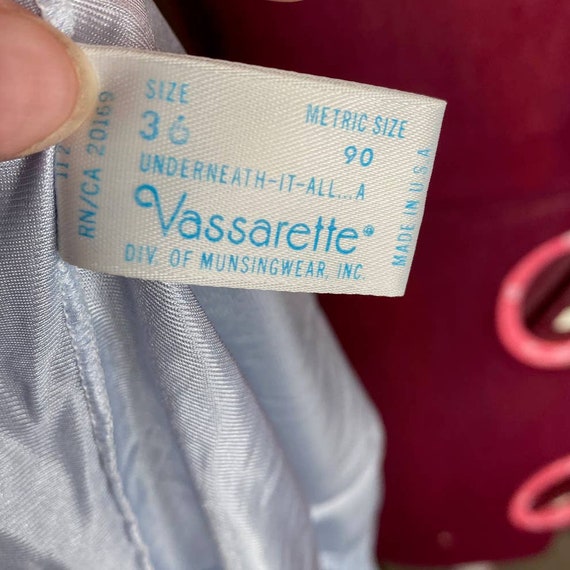 SIZE
36
METRIC SIZE
90
UNDERNEATH-IT-ALL...A
Vassarette®
DIV. OF MUNSINGWEAR, INC.
MADE IN U.S.A.
RN/CA 20169